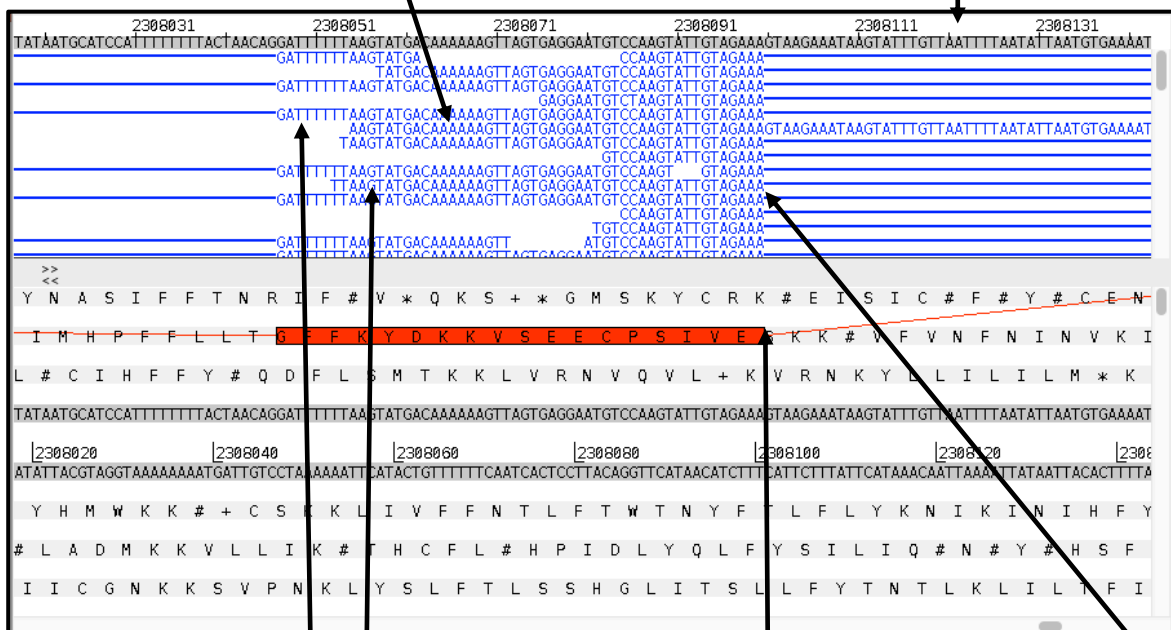 2308031 2308051 2308071 2308091 2308111 2308131
TATAATGCATCCATTTTTTTTACTAACAGGATTTTTTAAGTATGACAAAAAAGTTAGTGAGGAATGTCCAAGTATTGTAGAAAGTAAGAAATAAGTATTTGTTAATTTTAATATTAATGTGAAAAT
GATTTTTTAAGTATGA CCAAGTATTGTAGAAA
TATGACAAAAAAGTTAGTGAGGAATGTCCAAGTATTGTAGAAA
GATTTTTTAAGTATGACAAAAAAGTTAGTGAGGAATGTCCAAGTATTGTAGAAA
GAGGAATGTCTAAGTATTGTAGAAA
GATTTTTTAAGTATGACAAAAAAGTTAGTGAGGAATGTCCAAGTATTGTAGAAA
AAGTATGACAAAAAAGTTAGTGAGGAATGTCCAAGTATTGTAGAAAGTAAGAAATAAGTATTTGTTAATTTTAATATTAATGTGAAAAT
TAAGTATGACAAAAAAGTTAGTGAGGAATGTCCAAGTATTGTAGAAA
GTCCAAGTATTGTAGAAA
GATTTTTTAAGTATGACAAAAAAGTTAGTGAGGAATGTCCAAGT GTAGAAA
TTAAGTATGACAAAAAAGTTAGTGAGGAATGTCCAAGTATTGTAGAAA
GATTTTTTAAGTATGACAAAAAAGTTAGTGAGGAATGTCCAAGTATTGTAGAAA
CCAAGTATTGTAGAAA
TGTCCAAGTATTGTAGAAA
GATTTTTTAAGTATGACAAAAAAGTT ATGTCCAAGTATTGTAGAAA
>>
<<
Y N A S I F F T N R I F # V * Q K S + * G M S K Y C R K # E I S I C # F # Y # C E N
I M H P F F L L T G F F K Y D K K V S E E C P S I V E S K K # V F V N F N I N V K I
L # C I H F F Y # Q D F L S M T K K L V R N V Q V L + K V R N K Y L L I L I L M * K
TATAATGCATCCATTTTTTTTACTAACAGGATTTTTTAAGTATGACAAAAAAGTTAGTGAGGAATGTCCAAGTATTGTAGAAAGTAAGAAATAAGTATTTGTTAATTTTAATATTAATGTGAAAAT
2308020 2308040 2308060 2308080 2308100 2308120 2308
ATATTACGTAGGTAAAAAAAATGATTGTCCTAAAAAATTCATACTGTTTTTTCAATCACTCCTTACAGGTTCATAACATCTTTCATTCTTTATTCATAAACAATTAAAATTATAATTACACTTTTA
Y H M W K K # + C S K K L I V F F N T L F T W T N Y F T L F L Y K N I K I N I H F Y
# L A D M K K V L L I K # T H C F L # H P I D L Y Q L F Y S I L I Q # N # Y # H S F
I I C G N K K S V P N K L Y S L F T L S S H G L I T S L L F Y T N T L K L I L T F I